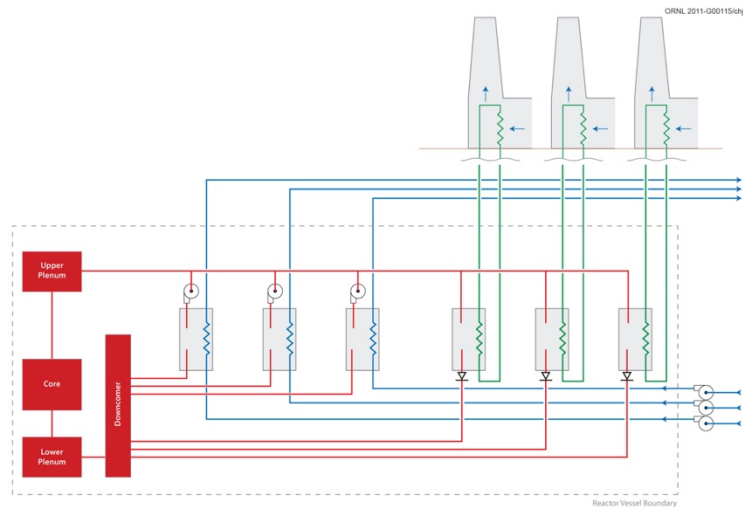 ORNL 2011-G00115/chj
Upper
Plenum
Core
Downcomer
Lower
Plenum
Reactor Vessel Boundary